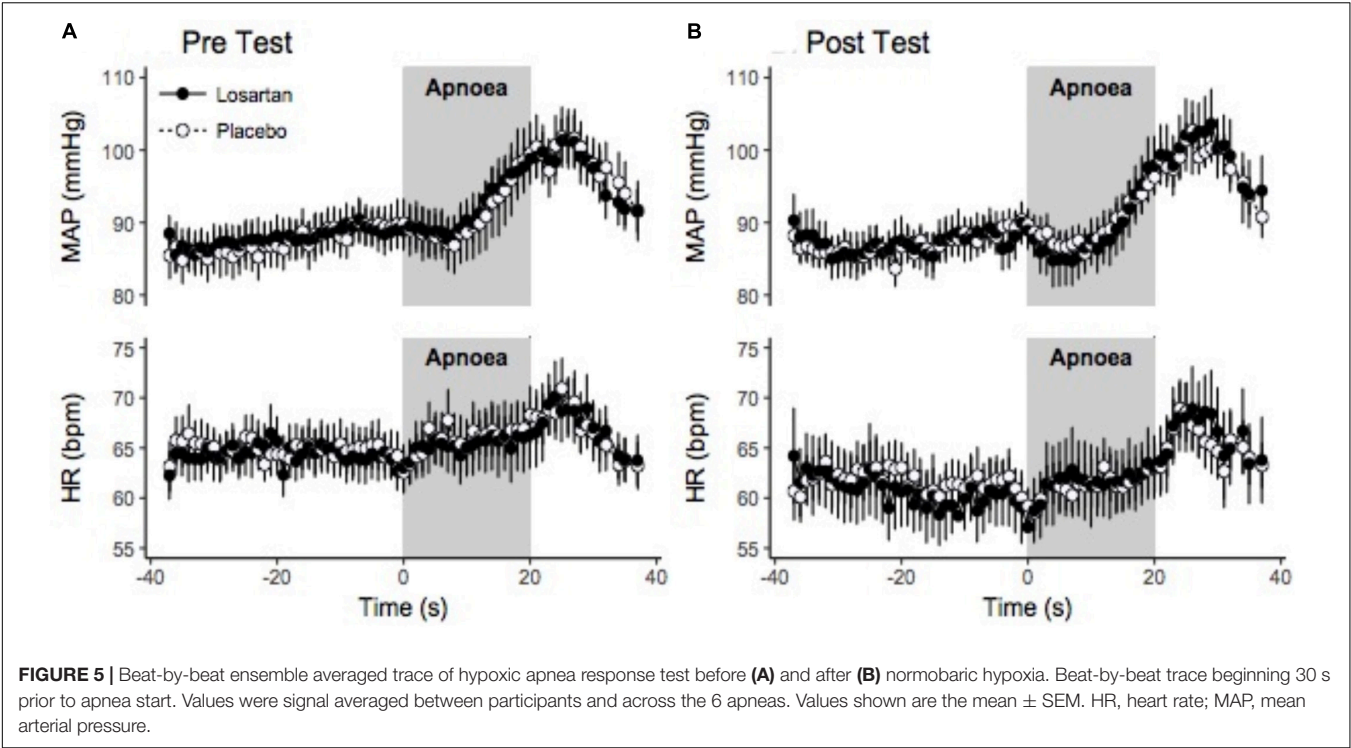 A
Pre Test
B
Post Test
110
100
90
80
MAP (mmHg)
Losartan
Placebo
Apnoea
110
100
90
80
MAP (mmHg)
Apnoea
75
70
65
60
55
HR (bpm)
Apnoea
-40 -20 0 20 40
Time (s)
75
70
65
60
55
HR (bpm)
Apnoea
-40 -20 0 20 40
Time (s)
FIGURE 5 | Beat-by-beat ensemble averaged trace of hypoxic apnea response test before (A) and after (B) normobaric hypoxia. Beat-by-beat trace beginning 30 s
prior to apnea start. Values were signal averaged between participants and across the 6 apneas. Values shown are the mean ± SEM. HR, heart rate; MAP, mean
arterial pressure.